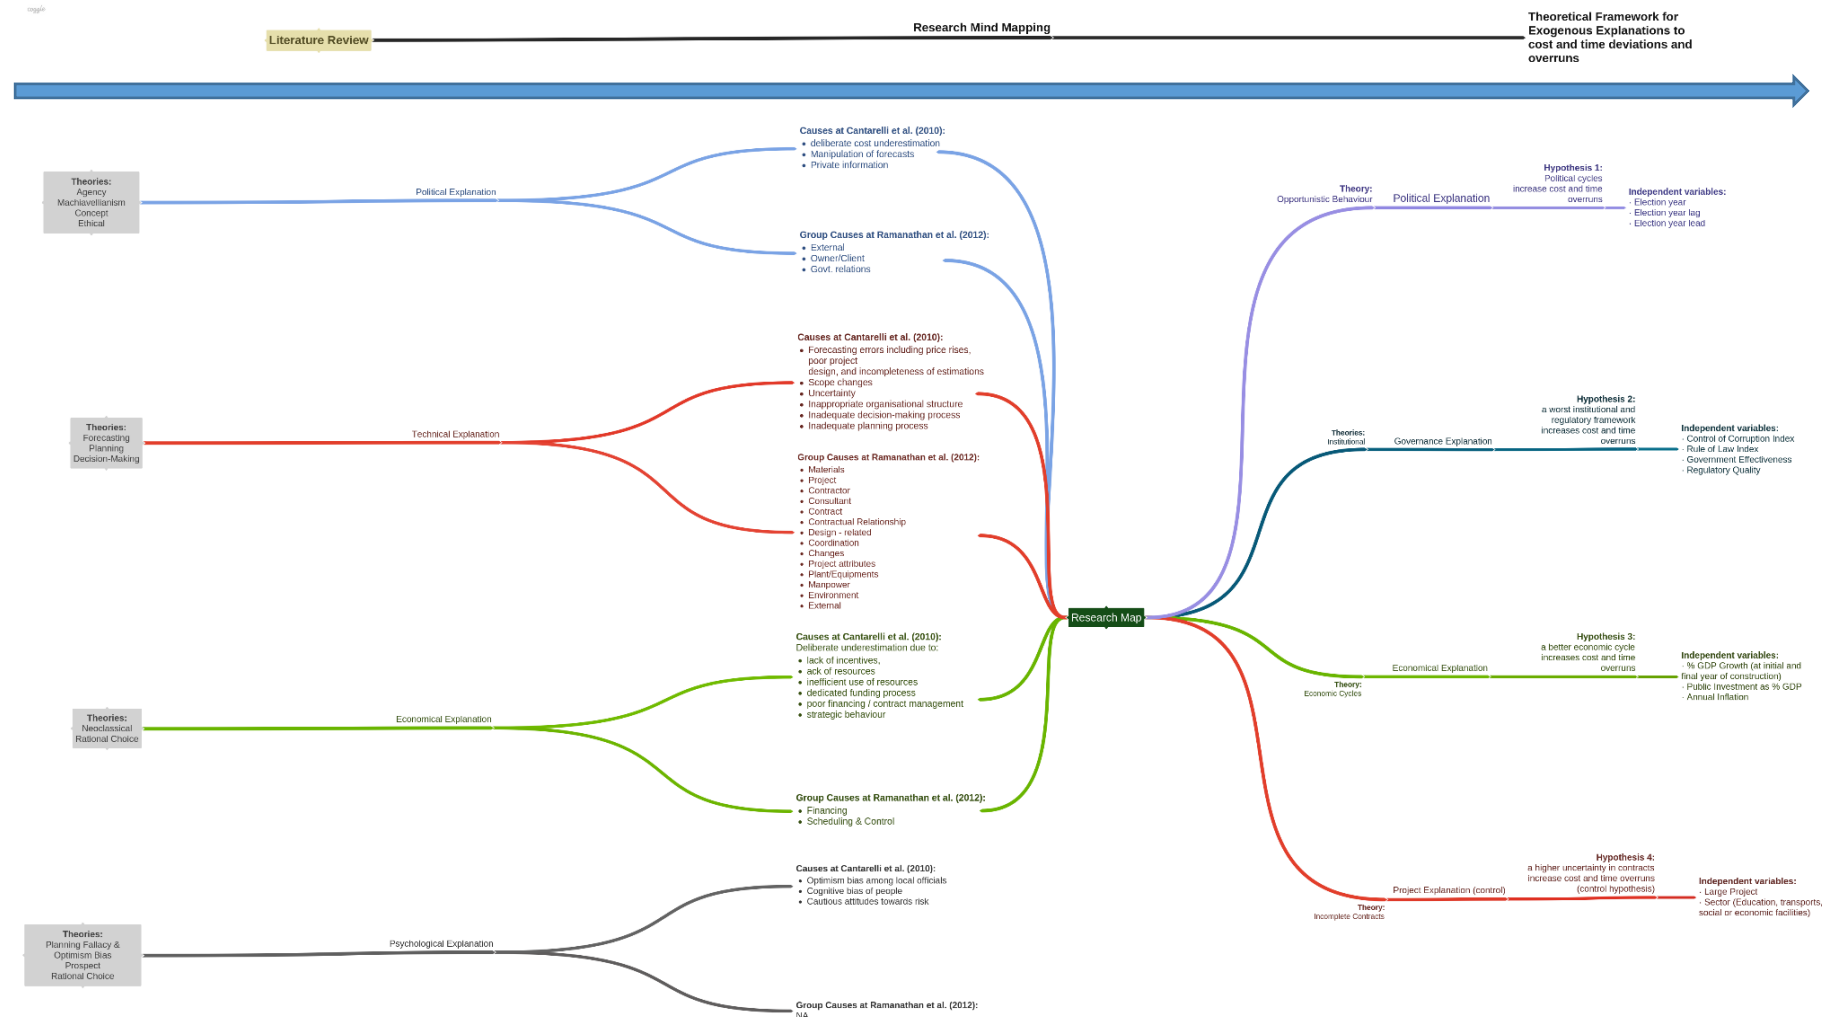 coggle
Literature Review
Research Mind Mapping
Theoretical Framework for
Exogenous Explanations to
cost and time deviations and
overruns
Theories:
Agency
Machiavellianism
Concept
Ethical
Political Explanation
Causes at Cantarelli et al. (2010):
• deliberate cost underestimation
• Manipulation of forecasts
• Private information
Group Causes at Ramanathan et al. (2012):
• External
• Owner/Client
• Govt. relations
Theories:
Forecasting
Planning
Decision-Making
Technical Explanation
Causes at Cantarelli et al. (2010):
• Forecasting errors including price rises,
poor project
design, and incompleteness of estimations
• Scope changes
• Uncertainty
• Inappropriate organisational structure
• Inadequate decision-making process
• Inadequate planning process
Group Causes at Ramanathan et al. (2012):
• Materials
• Project
• Contractor
• Consultant
• Contract
• Contractual Relationship
• Design - related
• Coordination
• Changes
• Project attributes
• Plant/Equipments
• Manpower
• Environment
• External
Theories:
Neoclassical
Rational Choice
Economical Explanation
Causes at Cantarelli et al. (2010):
Deliberate underestimation due to:
• lack of incentives,
• ack of resources
• inefficient use of resources
• dedicated funding process
• poor financing / contract management
• strategic behaviour
Group Causes at Ramanathan et al. (2012):
• Financing
• Scheduling & Control
Theories:
Planning Fallacy &
Optimism Bias
Prospect
Rational Choice
Psychological Explanation
Causes at Cantarelli et al. (2010):
• Optimism bias among local officials
• Cognitive bias of people
• Cautious attitudes towards risk
Group Causes at Ramanathan et al. (2012):
NA
Research Map
Theory:
Opportunistic Behaviour
Political Explanation
Hypothesis 1:
Political cycles
increase cost and time
overruns
Independent variables:
· Election year
· Election year lag
· Election year lead
Theories:
Institutional
Governance Explanation
Hypothesis 2:
a worst institutional and
regulatory framework
increases cost and time
overruns
Independent variables:
· Control of Corruption Index
· Rule of Law Index
· Government Effectiveness
· Regulatory Quality
Theory:
Economic Cycles
Economical Explanation
Hypothesis 3:
a better economic cycle
increases cost and time
overruns
Independent variables:
· % GDP Growth (at initial and
final year of construction)
· Public Investment as % GDP
· Annual Inflation
Theory:
Incomplete Contracts
Project Explanation (control)
Hypothesis 4:
a higher uncertainty in contracts
increase cost and time overruns
(control hypothesis)
Independent variables:
· Large Project
· Sector (Education, transports,
social or economic facilities)